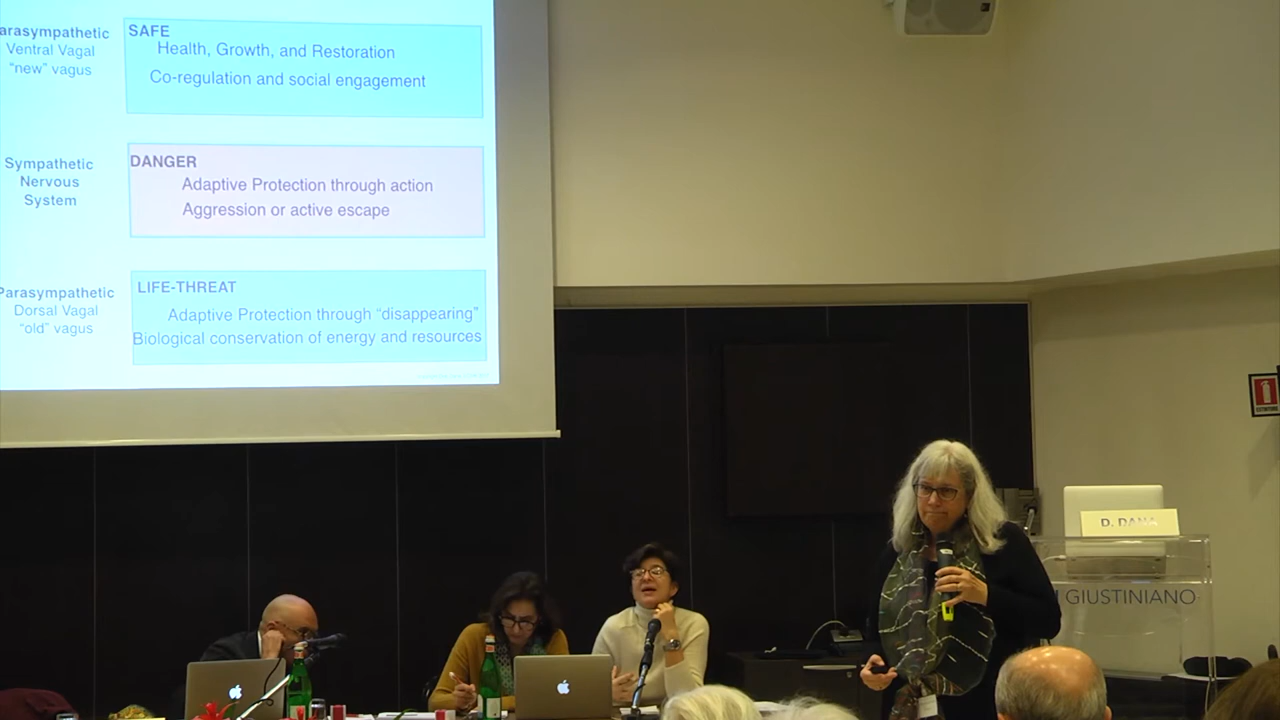 arasympathetic
Ventral Vagal
“new” vagus
SAFE
Health, Growth, and Restoration
Co-regulation and social engagement
Sympathetic
Nervous
System
DANGER
Adaptive Protection through action
Aggression or active escape
Parasympathetic
Dorsal Vagal
“old” vagus
LIFE-THREAT
Adaptive Protection through “disappearing”
Biological conservation of energy and resources
D. DANA
GIUSTINIANO